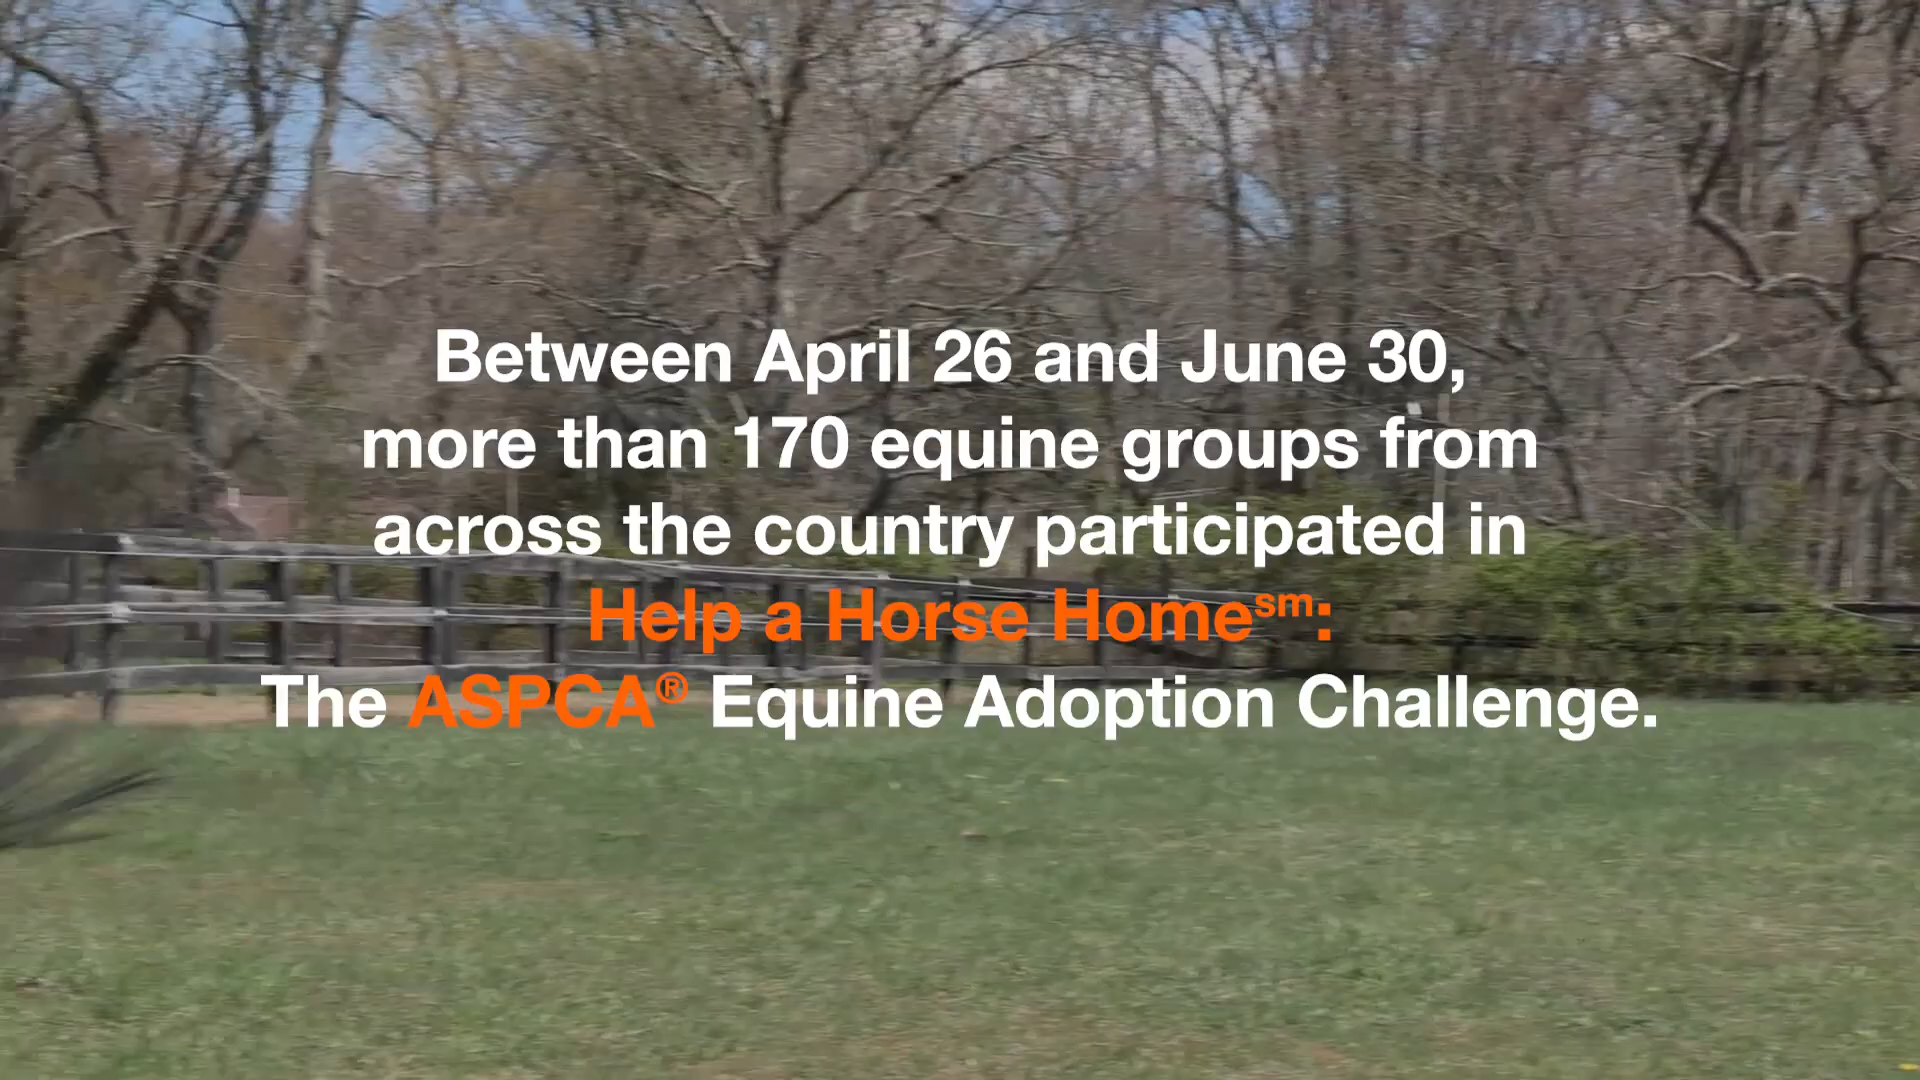 Between April 26 and June 30,
more than 170 equine groups from
across the country participated in
Help a Horse Home℠:
The ASPCA® Equine Adoption Challenge.